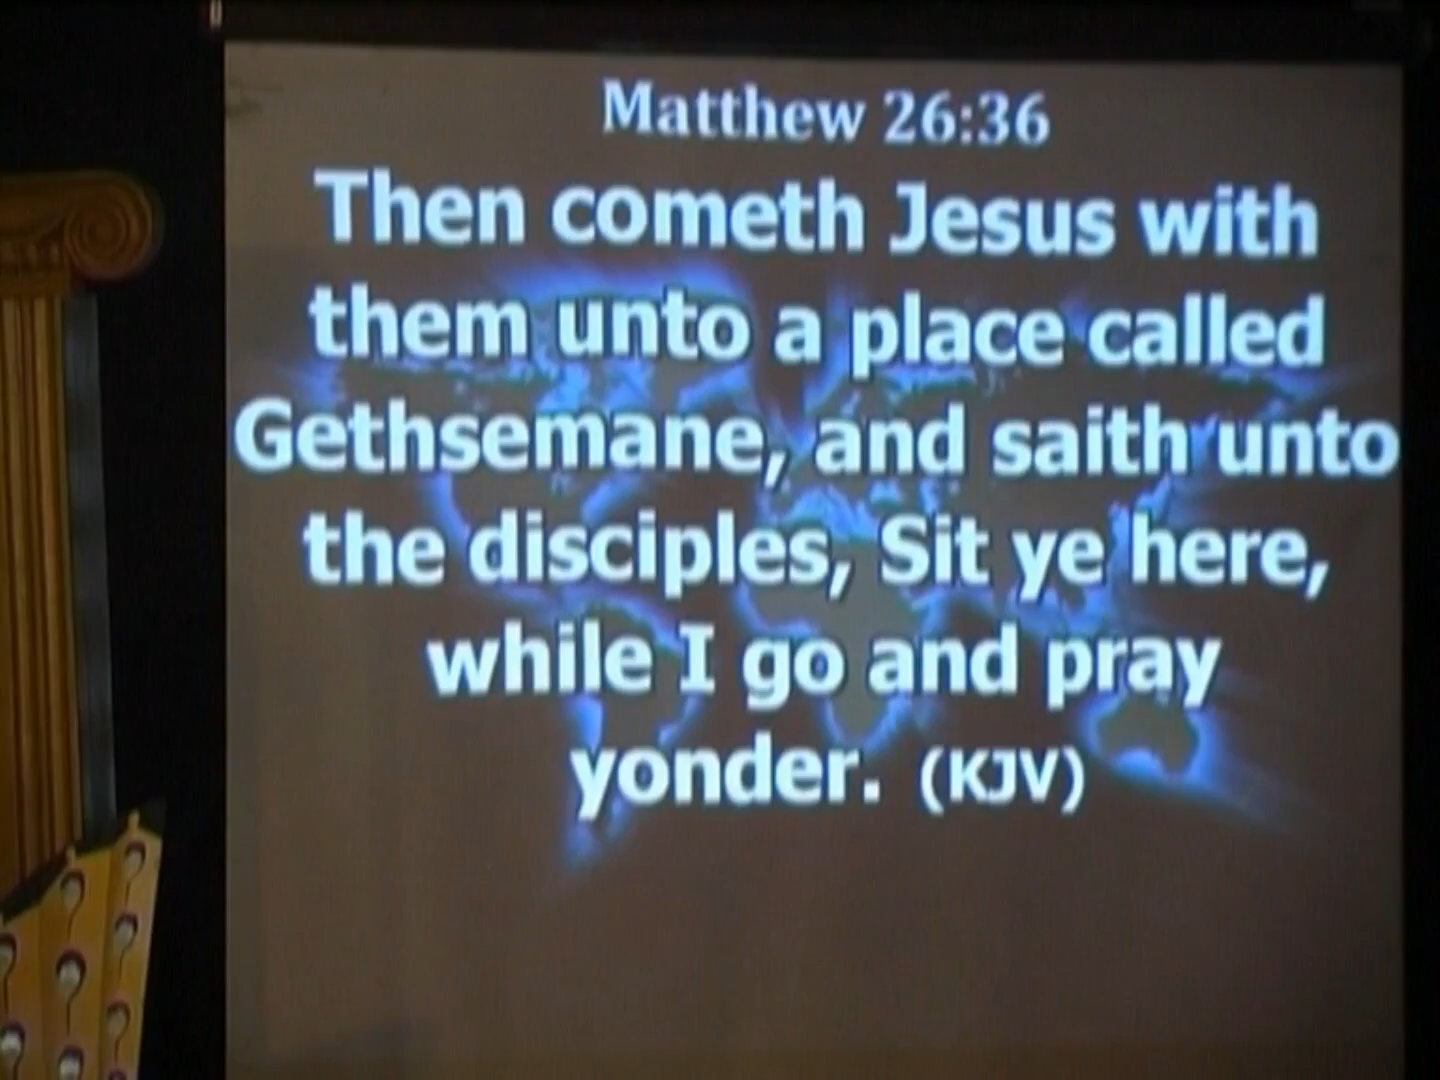 Matthew 26:36
Then cometh Jesus with
them unto a place called
Gethsemane, and saith unto
the disciples, Sit ye here,
while I go and pray
yonder. (KJV)